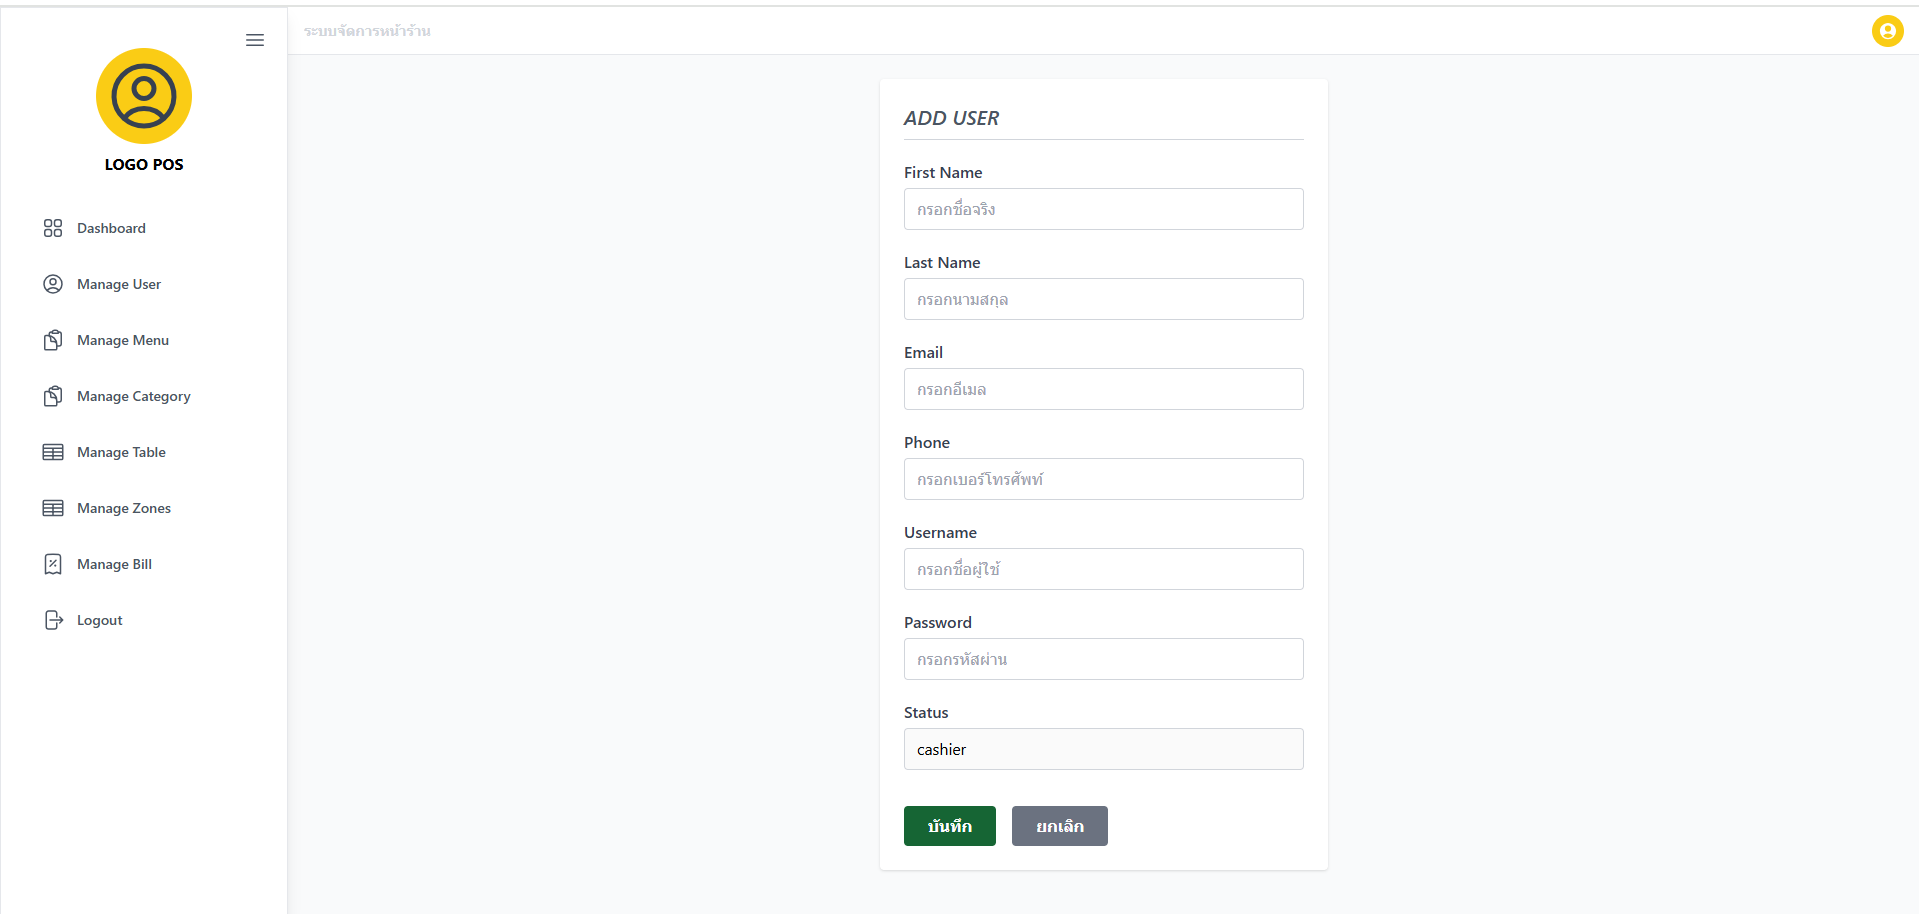 ระบบจัดการหน้าร้าน
LOGO POS
Dashboard
Manage User
Manage Menu
Manage Category
Manage Table
Manage Zones
Manage Bill
Logout
ADD USER
First Name
กรอกชื่อจริง
Last Name
กรอกนามสกุล
Email
กรอกอีเมล
Phone
กรอกเบอร์โทรศัพท์
Username
กรอกชื่อผู้ใช้
Password
กรอกรหัสผ่าน
Status
cashier
บันทึก ยกเลิก